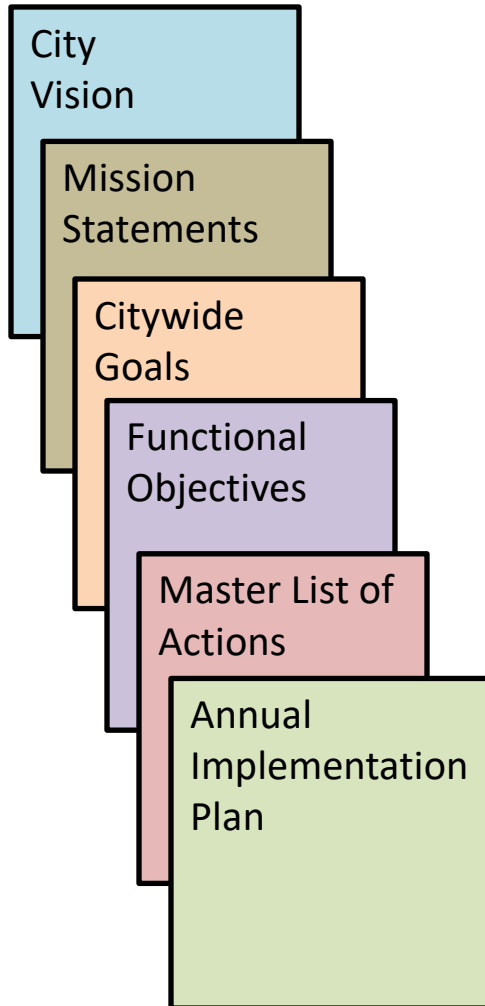 City
Vision
Mission
Statements
Citywide
Goals
Functional
Objectives
Master List of
Actions
Annual
Implementation
Plan